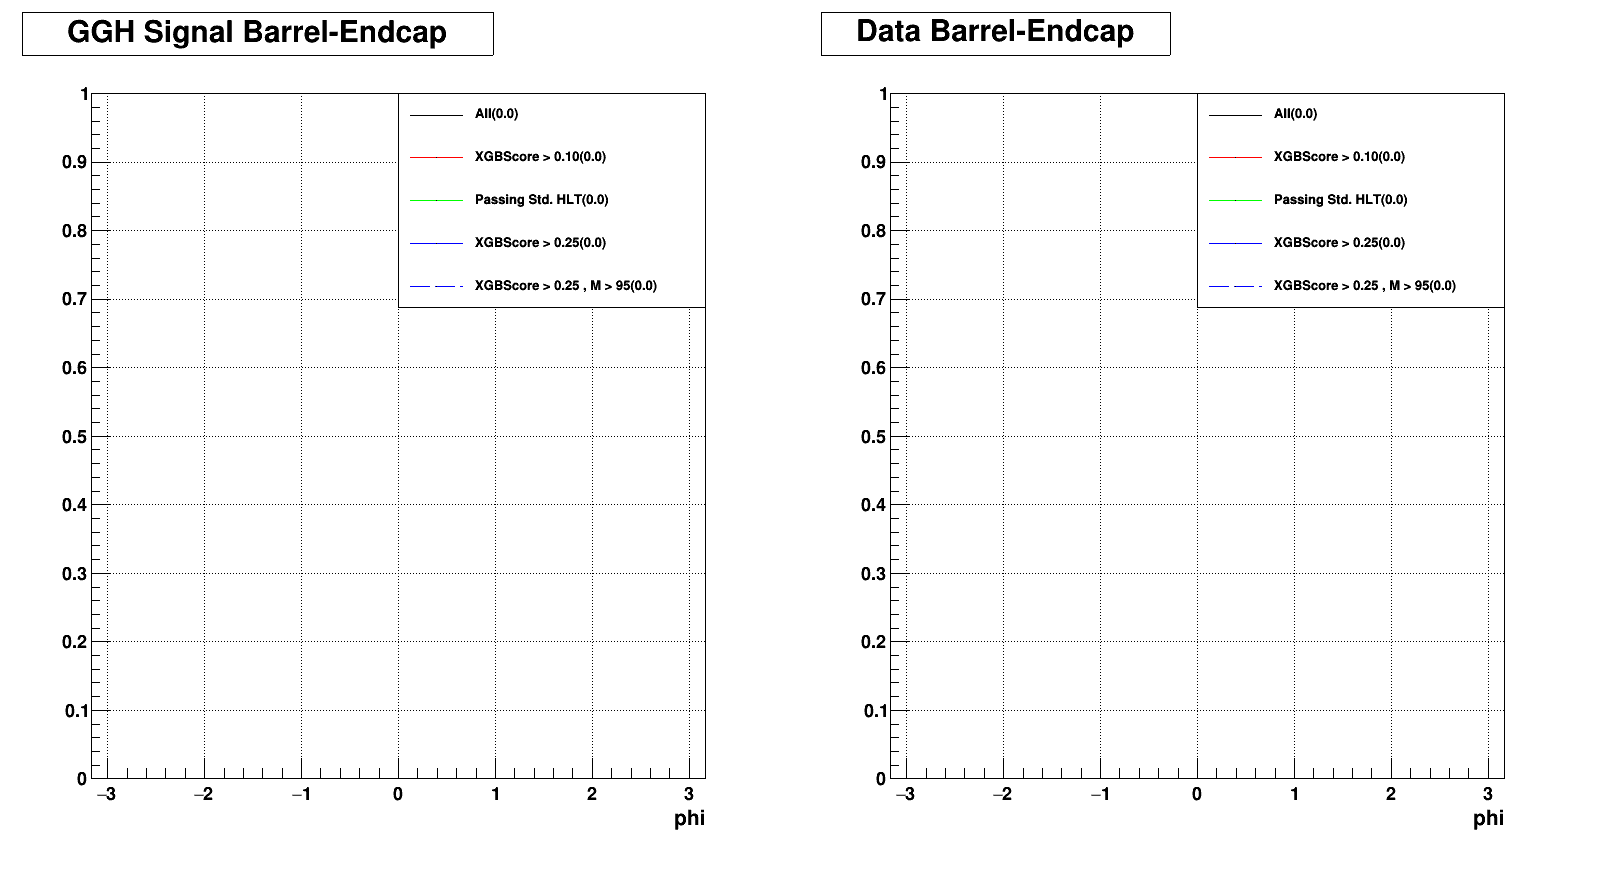 GGH Signal Barrel-Endcap
1
0.9
0.8
0.7
0.6
0.5
0.4
0.3
0.2
0.1
0
All(0.0)
XGBScore > 0.10(0.0)
Passing Std. HLT(0.0)
XGBScore > 0.25(0.0)
XGBScore > 0.25 , M > 95(0.0)
−3 −2 −1 0 1 2 3
phi
Data Barrel-Endcap
1
0.9
0.8
0.7
0.6
0.5
0.4
0.3
0.2
0.1
0
All(0.0)
XGBScore > 0.10(0.0)
Passing Std. HLT(0.0)
XGBScore > 0.25(0.0)
XGBScore > 0.25 , M > 95(0.0)
−3 −2 −1 0 1 2 3
phi